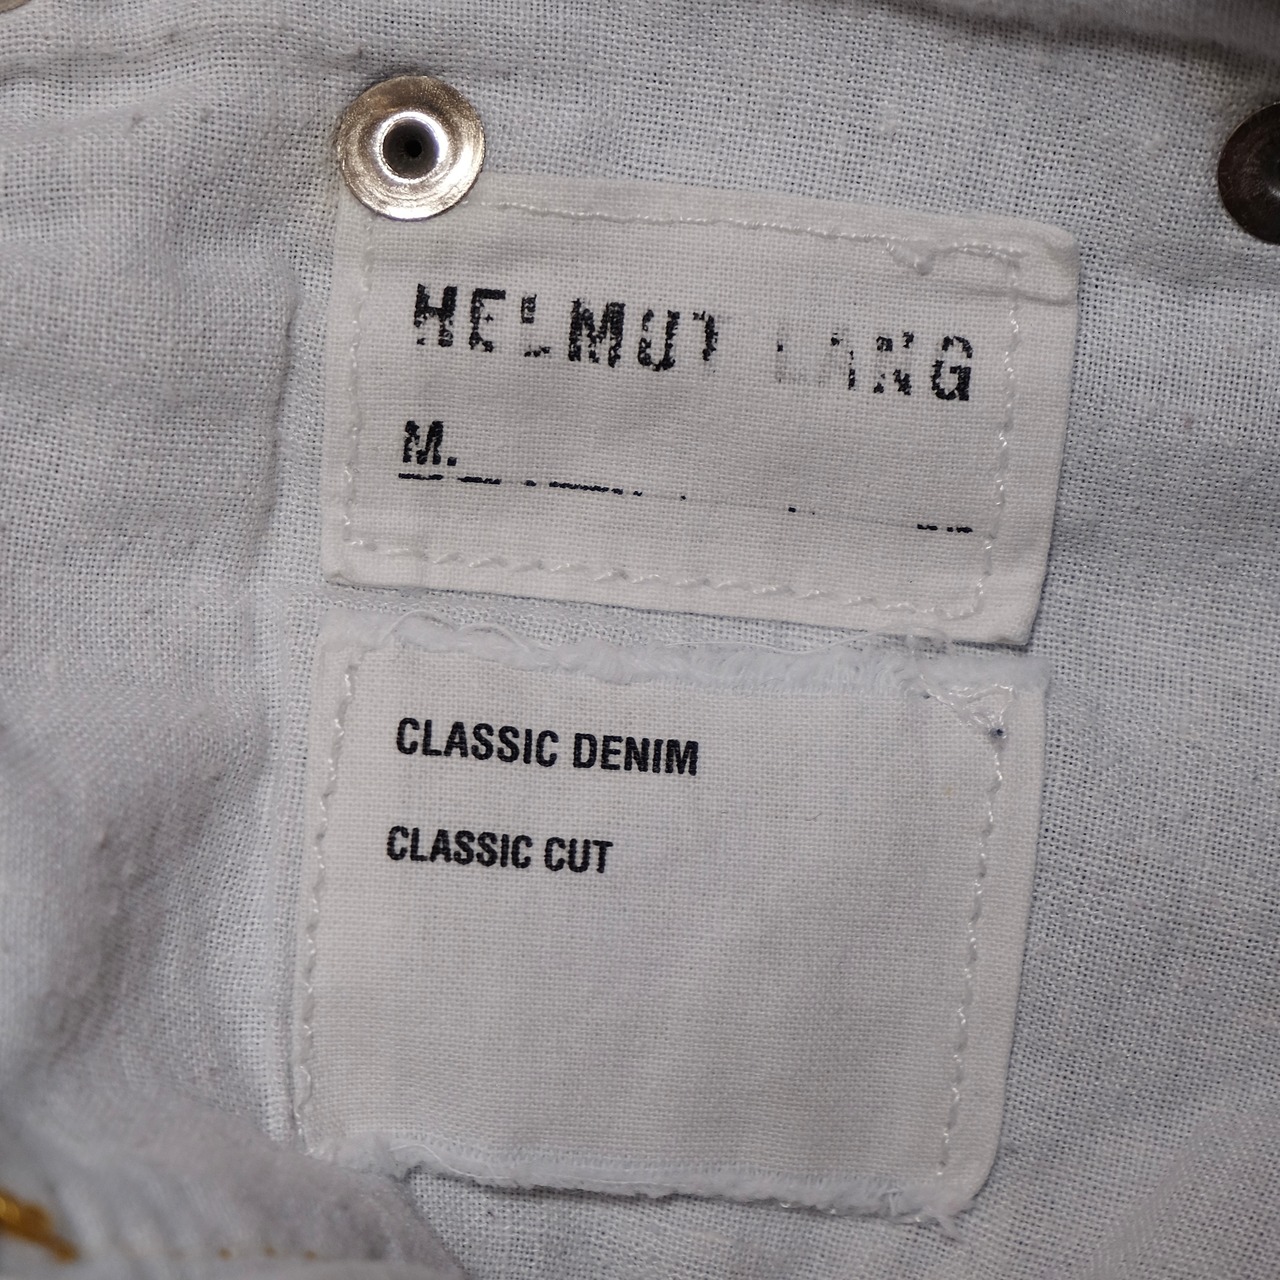 HELMUT LANG
M.
CLASSIC DENIM
CLASSIC CUT